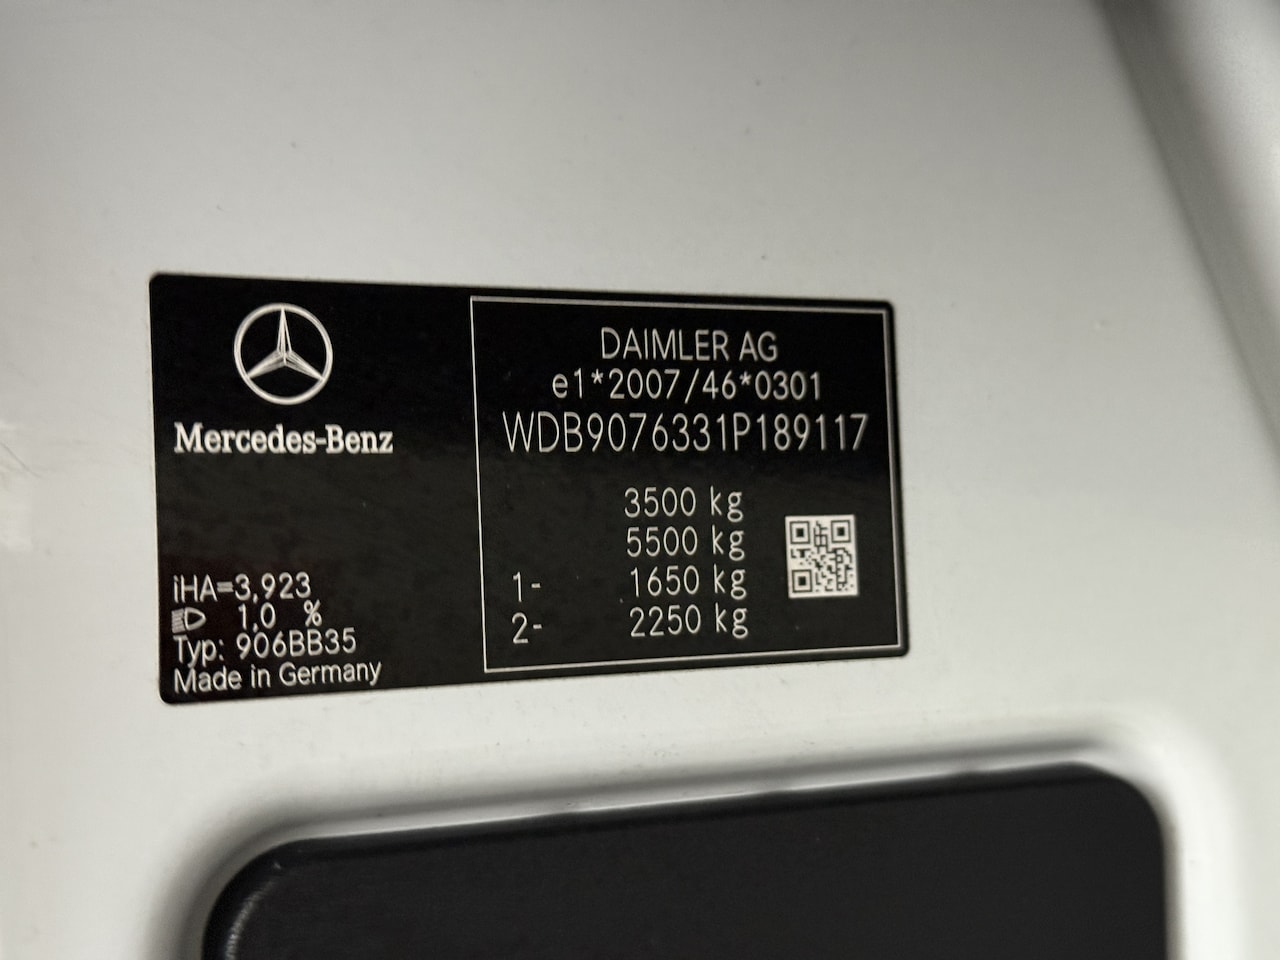 Mercedes-Benz
iHA=3,923
1,0 %
Typ: 906BB35
Made in Germany
DAIMLER AG
e1*2007/46*0301
WDB9076331P189117
3500 kg
5500 kg
1- 1650 kg
2- 2250 kg